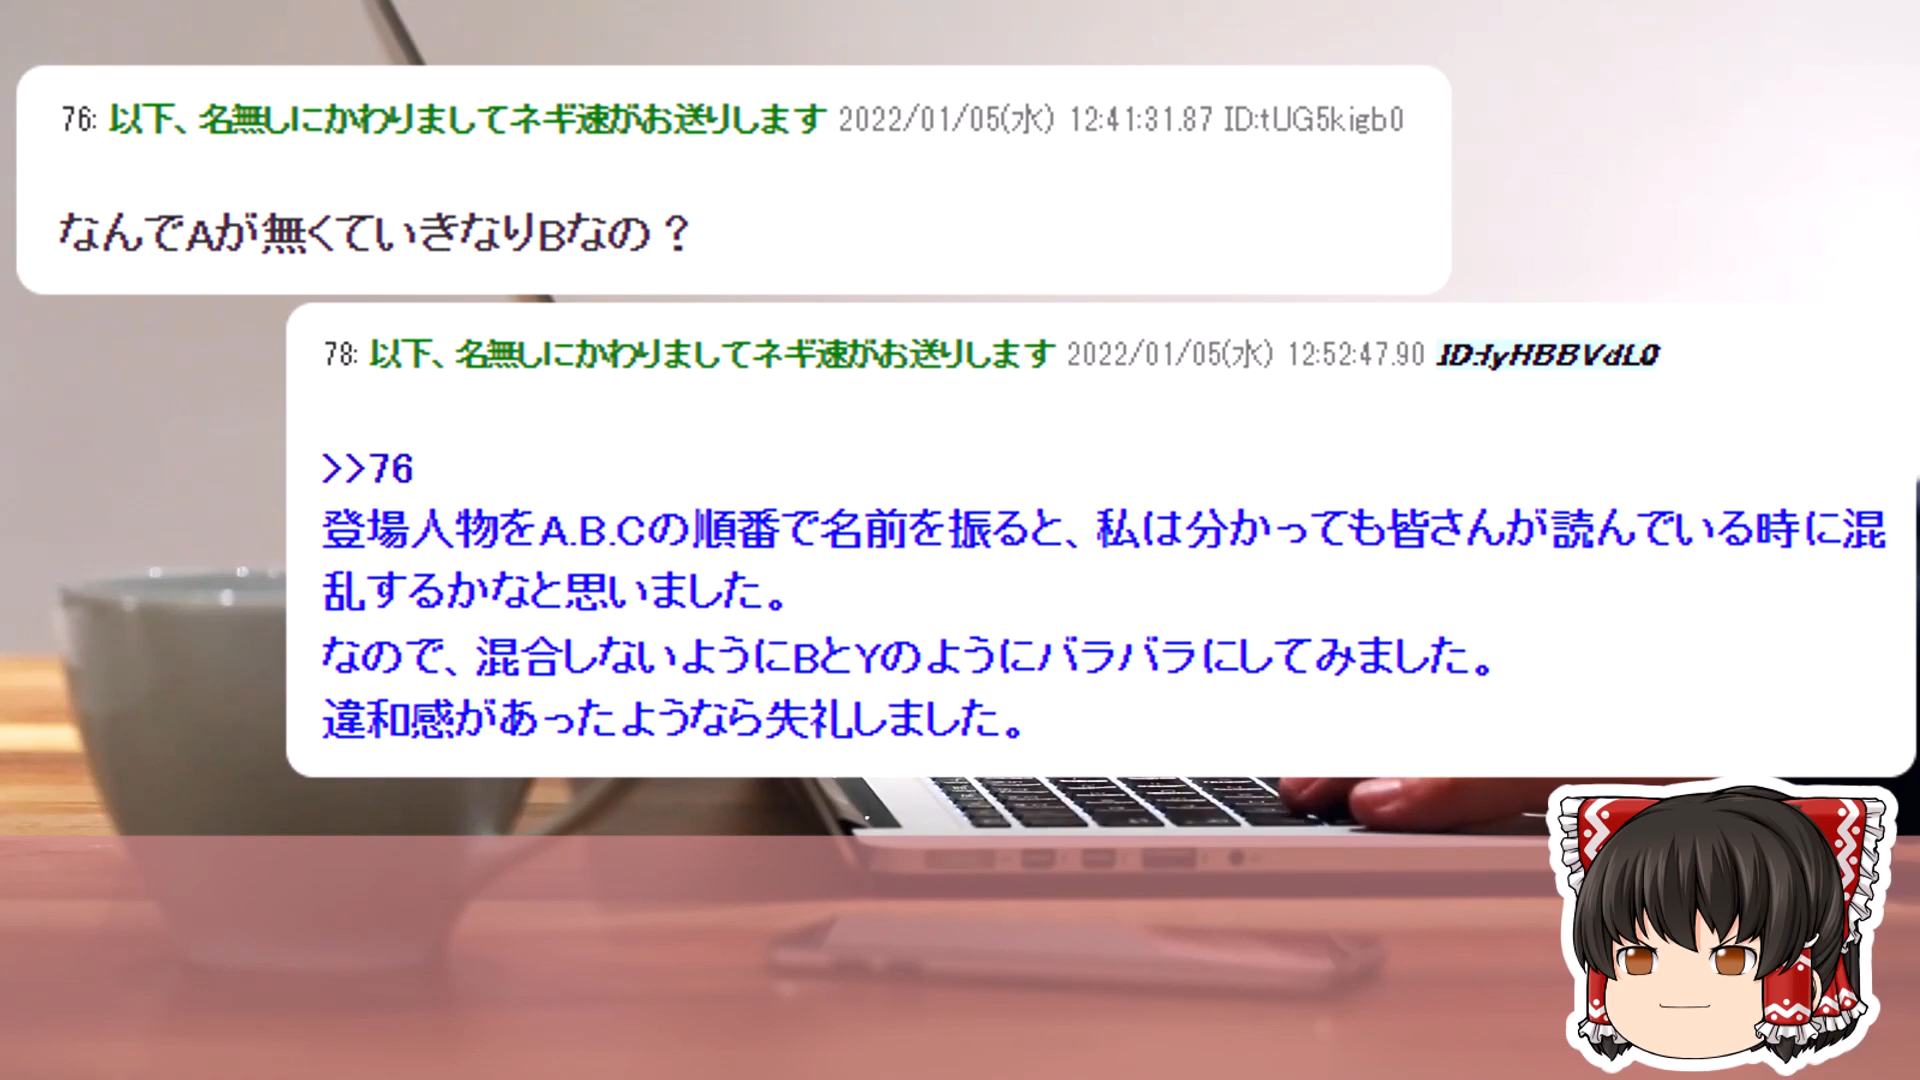 76: 以下、名無しにかわりましてネギ速がお送りします 2022/01/05(水) 12:41:31.87 ID:tUG5kigb0
なんでAが無くていきなりBなの？
78: 以下、名無しにかわりましてネギ速がお送りします 2022/01/05(水) 12:52:47.90 ID:IyHBBVdL0
>>76
登場人物をA.B.Cの順番で名前を振ると、私は分かっても皆さんが読んでいる時に混
乱するかなと思いました。
なので、混合しないようにBとYのようにバラバラにしてみました。
違和感があったようなら失礼しました。